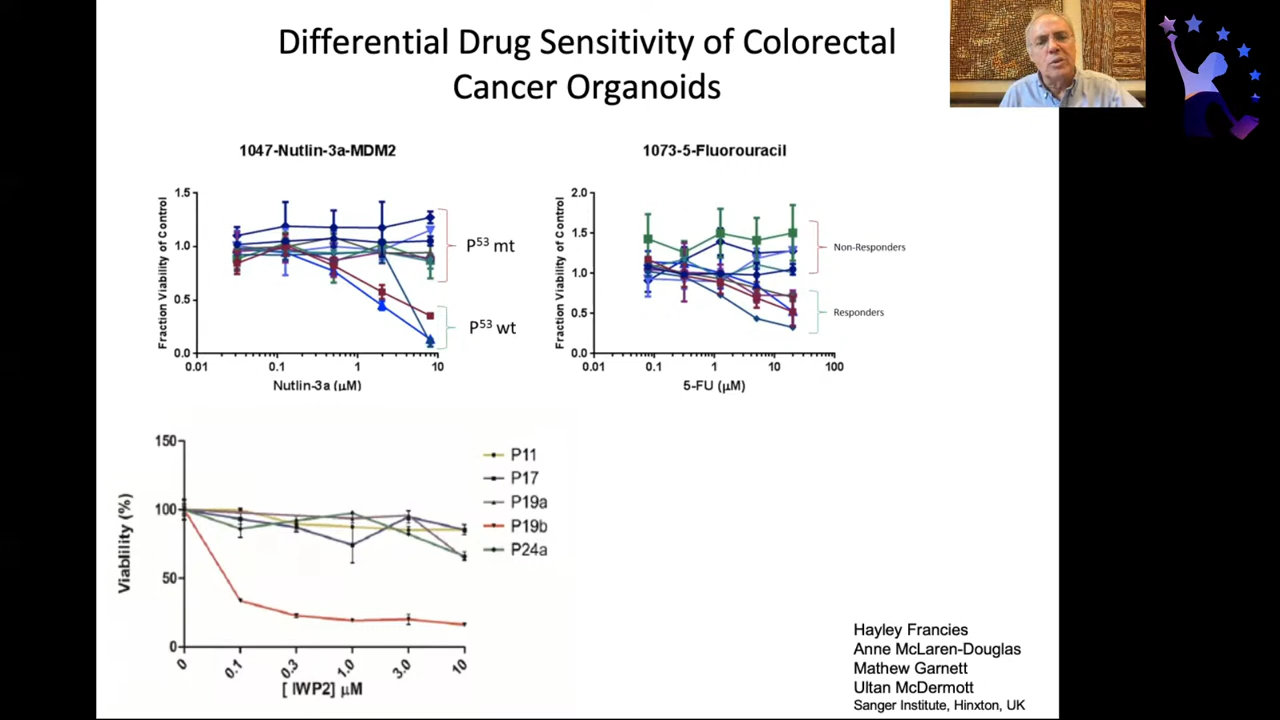 Differential Drug Sensitivity of Colorectal
Cancer Organoids
1047-Nutlin-3a-MDM2
Fraction Viability of Control
1.5
1.0
0.5
0.0
0.01
0.1
1
10
Nutlin-3a (µM)
P53 mt
P53 wt
1073-5-Fluorouracil
Fraction Viability of Control
2.0
1.5
1.0
0.5
0.0
0.01
0.1
1
10
100
5-FU (µM)
Non-Responders
Responders
Viablility (%)
150
100
50
0
0
0.1
0.3
1.0
3.0
10
[ IWP2] µM
P11
P17
P19a
P19b
P24a
Hayley Francies
Anne McLaren-Douglas
Mathew Garnett
Ultan McDermott
Sanger Institute, Hinxton, UK